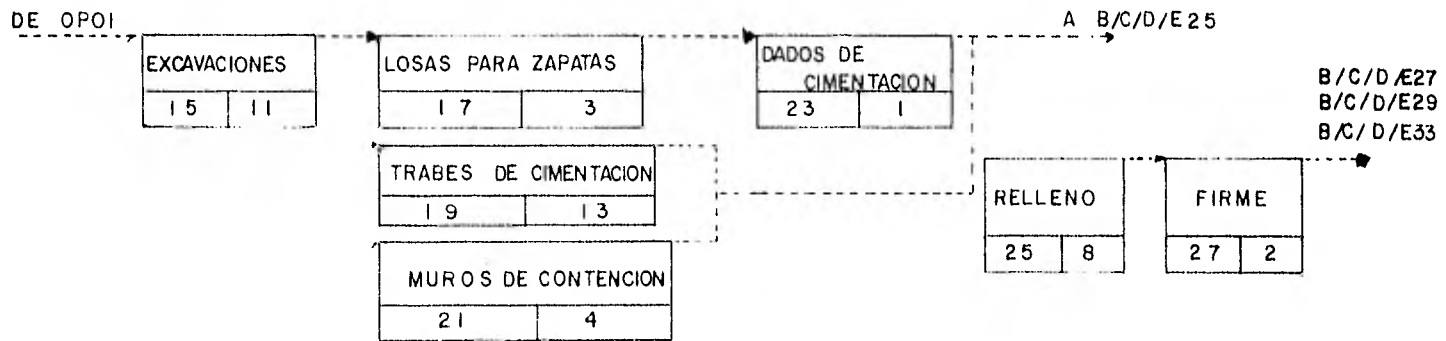 DE OPOI
A B/C/D/E25
EXCAVACIONES
15 11
LOSAS PARA ZAPATAS
17 3
DADOS DE
CIMENTACION
23 1
B/C/D/E27
B/C/D/E29
B/C/D/E33
TRABES DE CIMENTACION
19 13
RELLENO
25 8
FIRME
27 2
MUROS DE CONTENCION
21 4